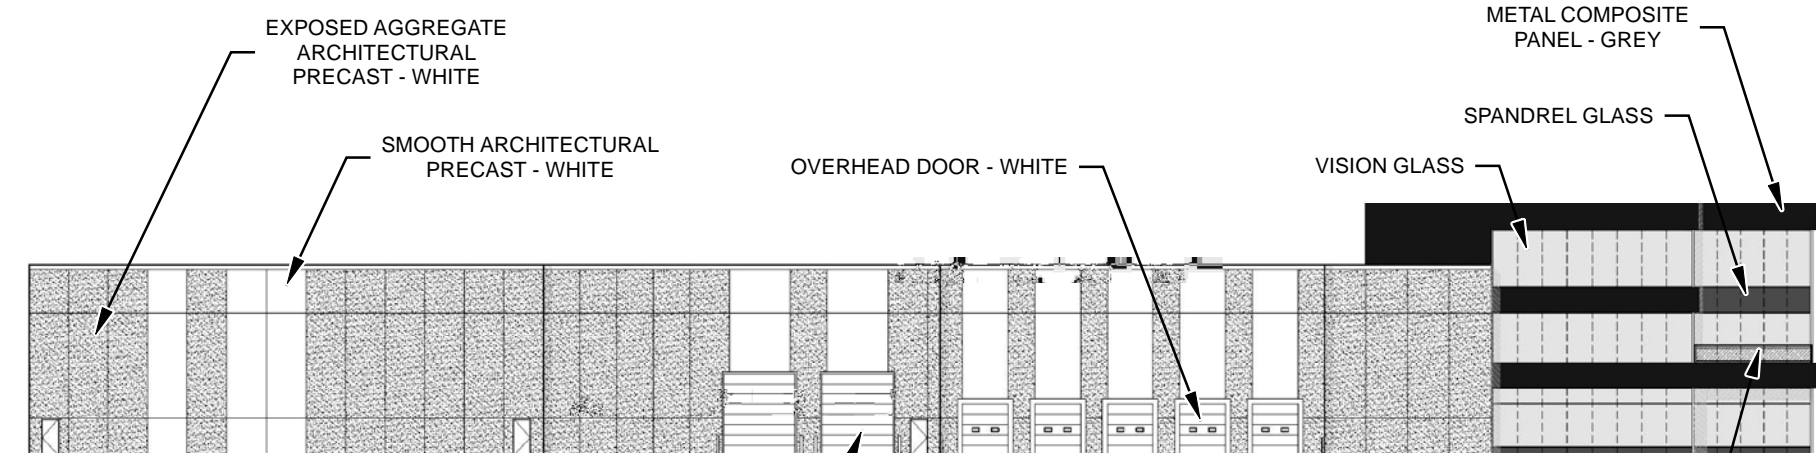 EXPOSED AGGREGATE
ARCHITECTURAL
PRECAST - WHITE
SMOOTH ARCHITECTURAL
PRECAST - WHITE
OVERHEAD DOOR - WHITE
METAL COMPOSITE
PANEL - GREY
SPANDREL GLASS
VISION GLASS